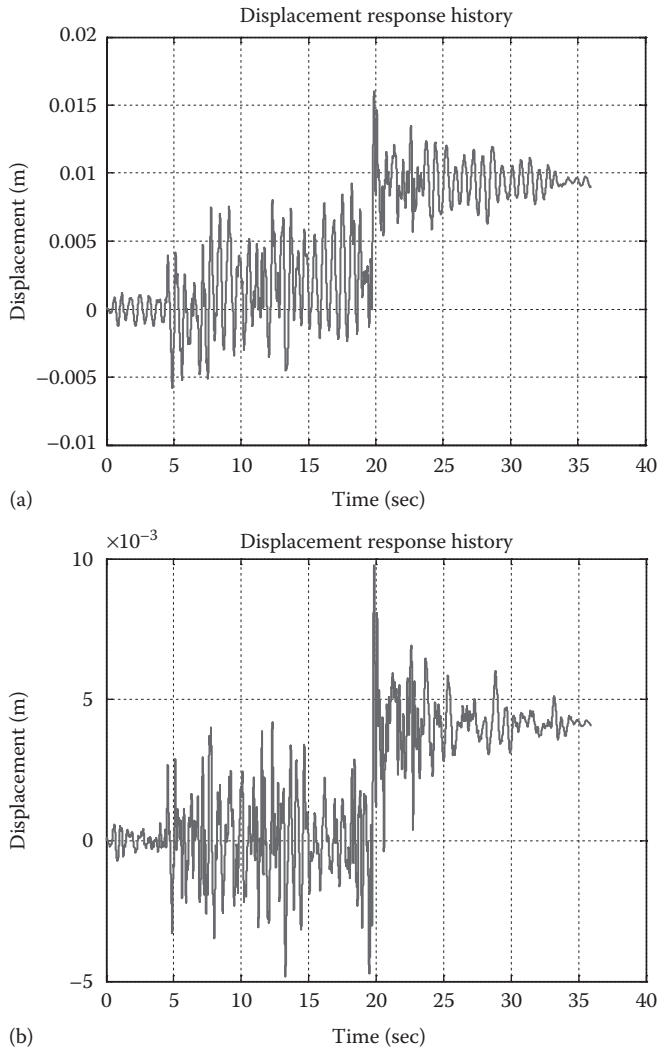 Displacement response history
0.02
0.015
0.01
0.005
0
−0.005
−0.01
Displacement (m)
0 5 10 15 20 25 30 35 40
(a) Time (sec)
×10−3 Displacement response history
10
5
0
−5
Displacement (m)
0 5 10 15 20 25 30 35 40
(b) Time (sec)